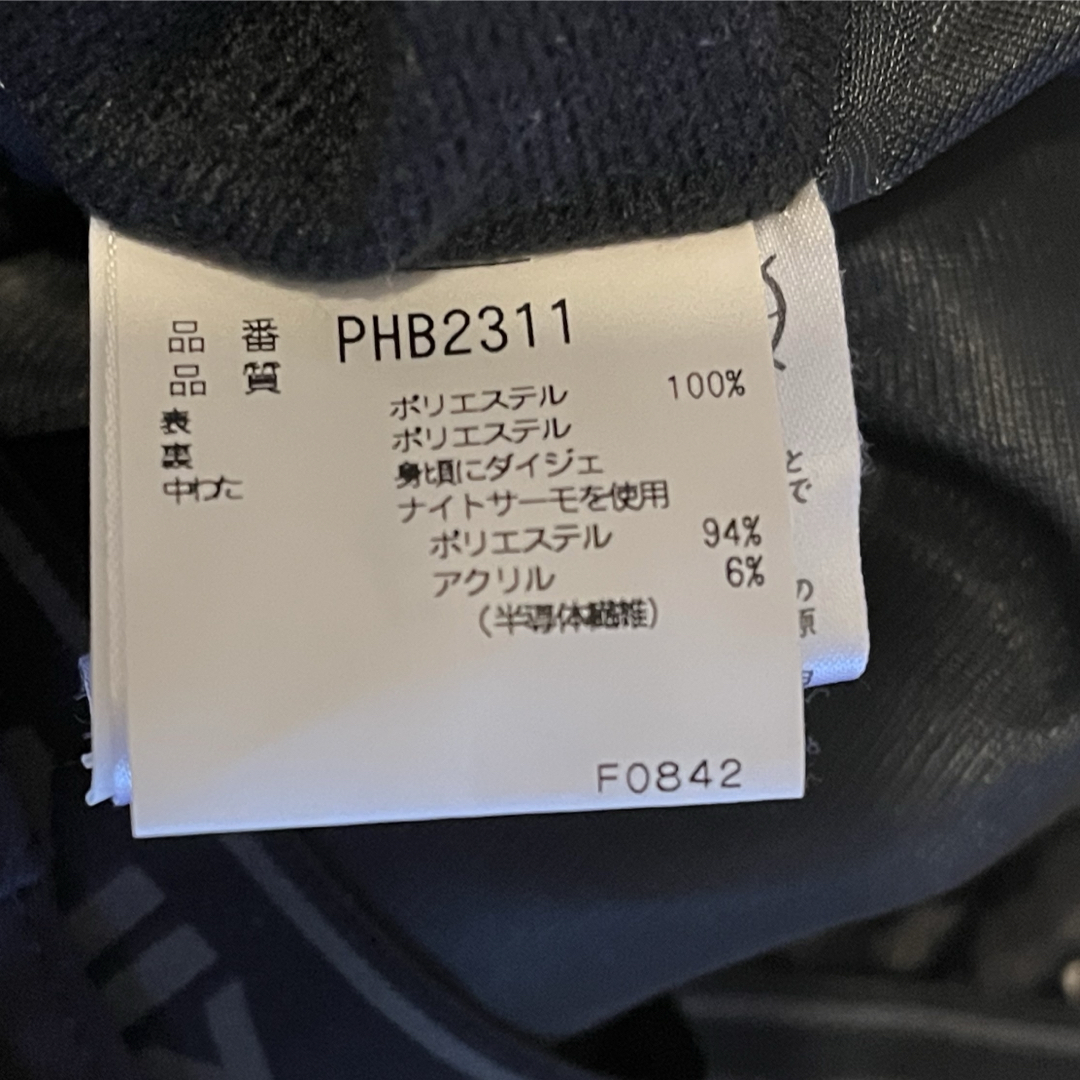 品 番 PHB2311
品 質
表 ポリエステル 100%
裏 ポリエステル
中わた 身頃にダイジェ
ナイトサーモを使用
ポリエステル 94%
アクリル 6%
(半導体繊維)
F0842
とで
の